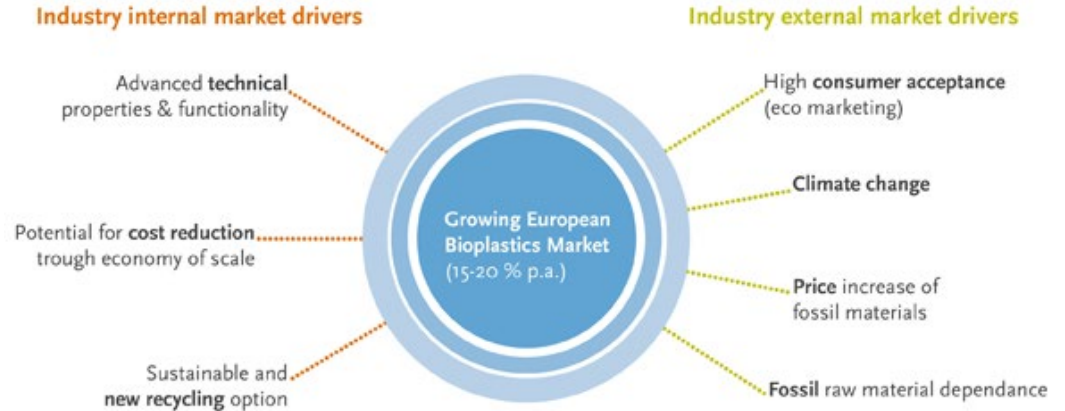 Industry internal market drivers
Advanced technical
properties & functionality
Potential for cost reduction
trough economy of scale
Sustainable and
new recycling option
Growing European
Bioplastics Market
(15-20 % p.a.)
Industry external market drivers
High consumer acceptance
(eco marketing)
Climate change
Price increase of
fossil materials
Fossil raw material dependance